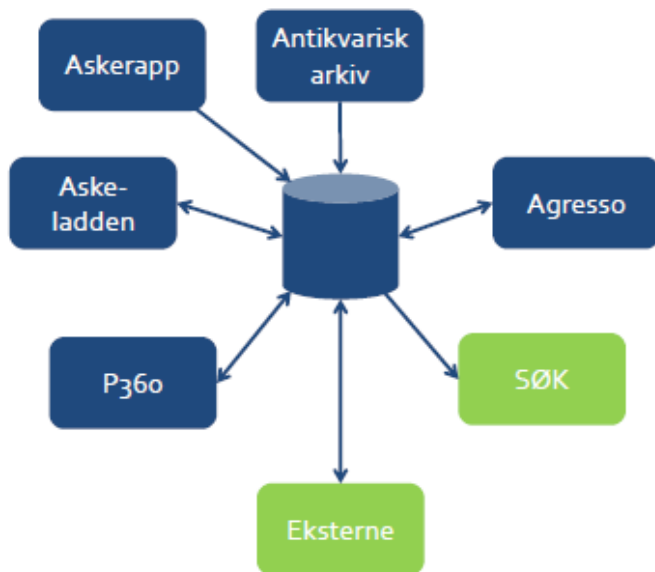 Askerapp
Antikvarisk
arkiv
Aske-
ladden
Agresso
P360
SØK
Eksterne